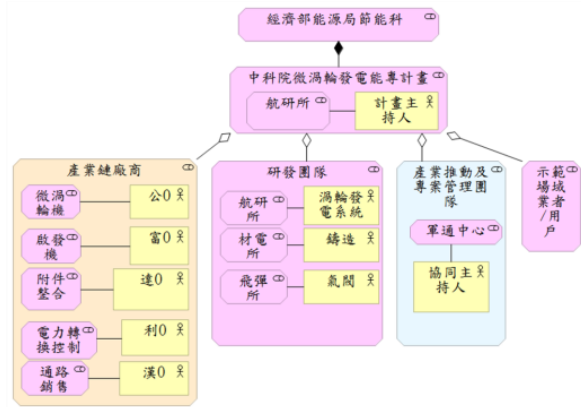 經濟部能源局節能科
中科院微渦輪發電能專計畫
航研所
計畫主
持人
產業鏈廠商
微渦
輪機
公O
啟發
機
富O
附件
整合
達O
電力轉
換控制
利O
通路
銷售
漢O
研發團隊
航研
所
渦輪發
電系統
材電
所
鑄造
飛彈
所
氣閥
產業推動及
專案管理團
隊
軍通中心
協同主
持人
示範
場域
業者
/用
戶